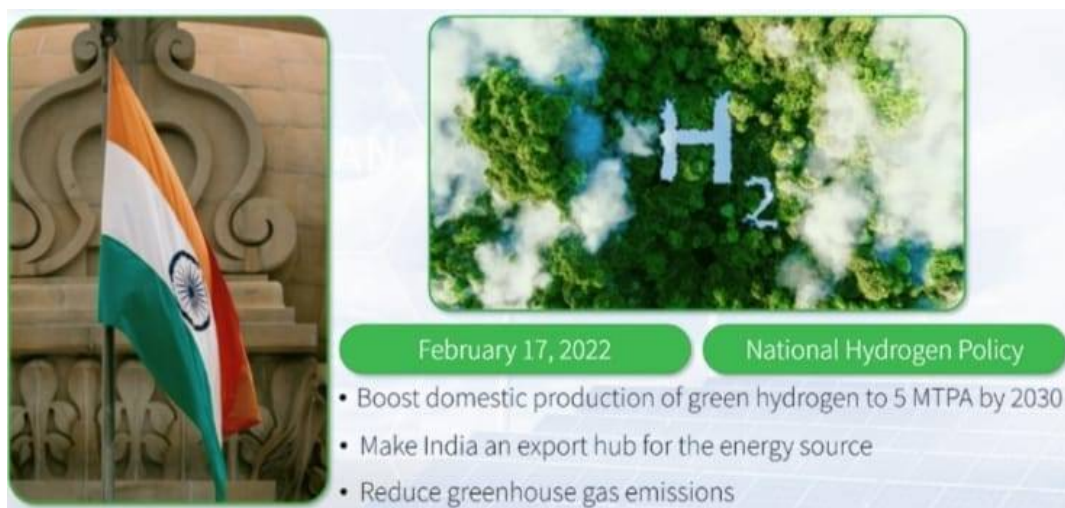 H2
February 17, 2022
National Hydrogen Policy
• Boost domestic production of green hydrogen to 5 MTPA by 2030
• Make India an export hub for the energy source
• Reduce greenhouse gas emissions